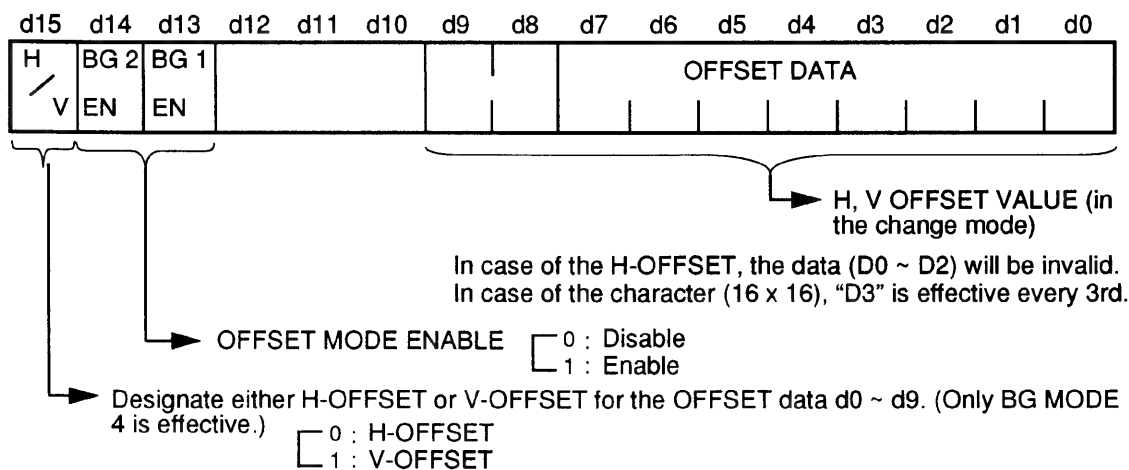 d15 d14 d13 d12 d11 d10 d9 d8 d7 d6 d5 d4 d3 d2 d1 d0
H/V BG 2 BG 1 OFFSET DATA
EN EN
H, V OFFSET VALUE (in
the change mode)
In case of the H-OFFSET, the data (D0 ~ D2) will be invalid.
In case of the character (16 x 16), “D3” is effective every 3rd.
OFFSET MODE ENABLE 0 : Disable
1 : Enable
Designate either H-OFFSET or V-OFFSET for the OFFSET data d0 ~ d9. (Only BG MODE
4 is effective.)
0 : H-OFFSET
1 : V-OFFSET